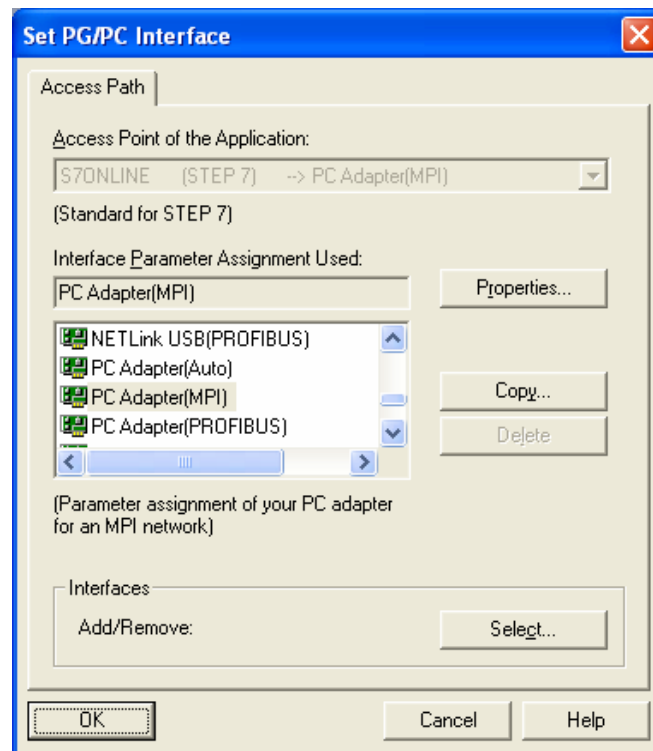 Set PG/PC Interface
Access Path
Access Point of the Application:
S7ONLINE (STEP 7) --> PC Adapter(MPI)
(Standard for STEP 7)
Interface Parameter Assignment Used:
PC Adapter(MPI)
Properties...
NETLink USB(PROFIBUS)
PC Adapter(Auto)
PC Adapter(MPI)
PC Adapter(PROFIBUS)
Copy...
Delete
(Parameter assignment of your PC adapter
for an MPI network)
Interfaces
Add/Remove:
Select...
OK
Cancel
Help